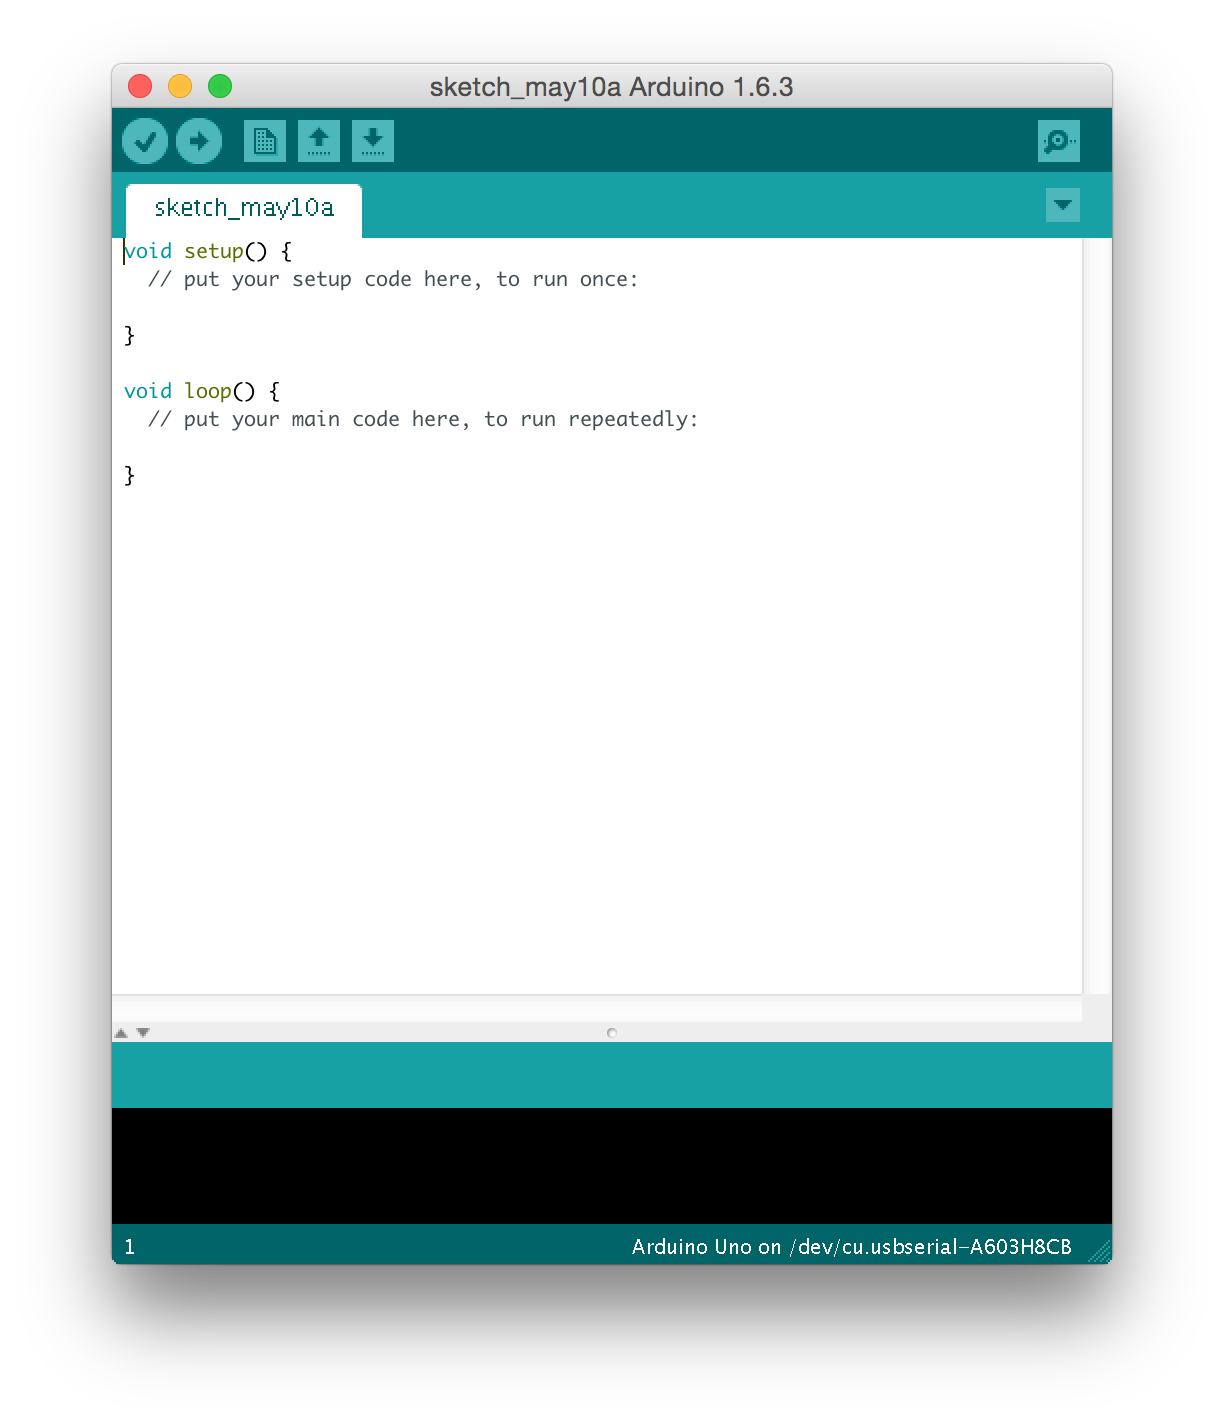 sketch_may10a Arduino 1.6.3
sketch_may10a
void setup() {
  // put your setup code here, to run once:

}

void loop() {
  // put your main code here, to run repeatedly:

}
1
Arduino Uno on /dev/cu.usbserial-A603H8CB